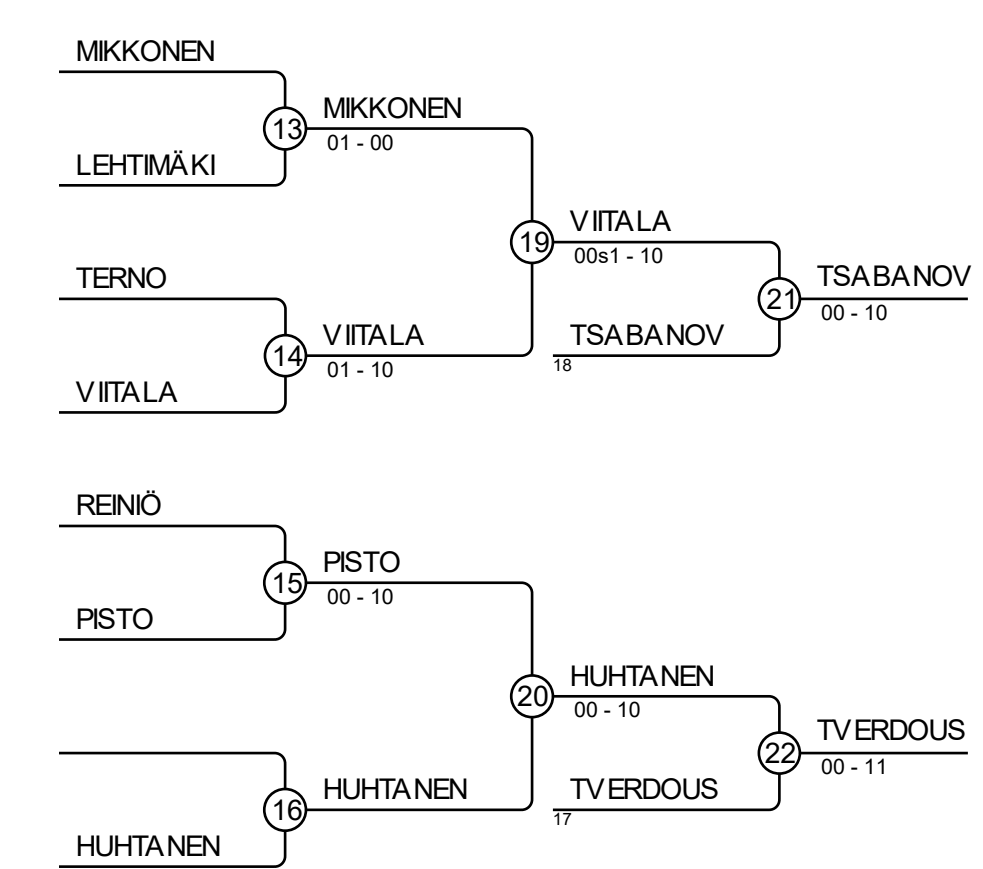 MIKKONEN
13
MIKKONEN
01 - 00
LEHTIMÄKI
19
VIITALA
00s1 - 10
TERNO
14
VIITALA
01 - 10
VIITALA
21
TSABANOV
00 - 10
TSABANOV
18
REINIÖ
15
PISTO
00 - 10
PISTO
20
HUHTANEN
00 - 10
16
HUHTANEN
HUHTANEN
22
TVERDOUS
00 - 11
TVERDOUS
17